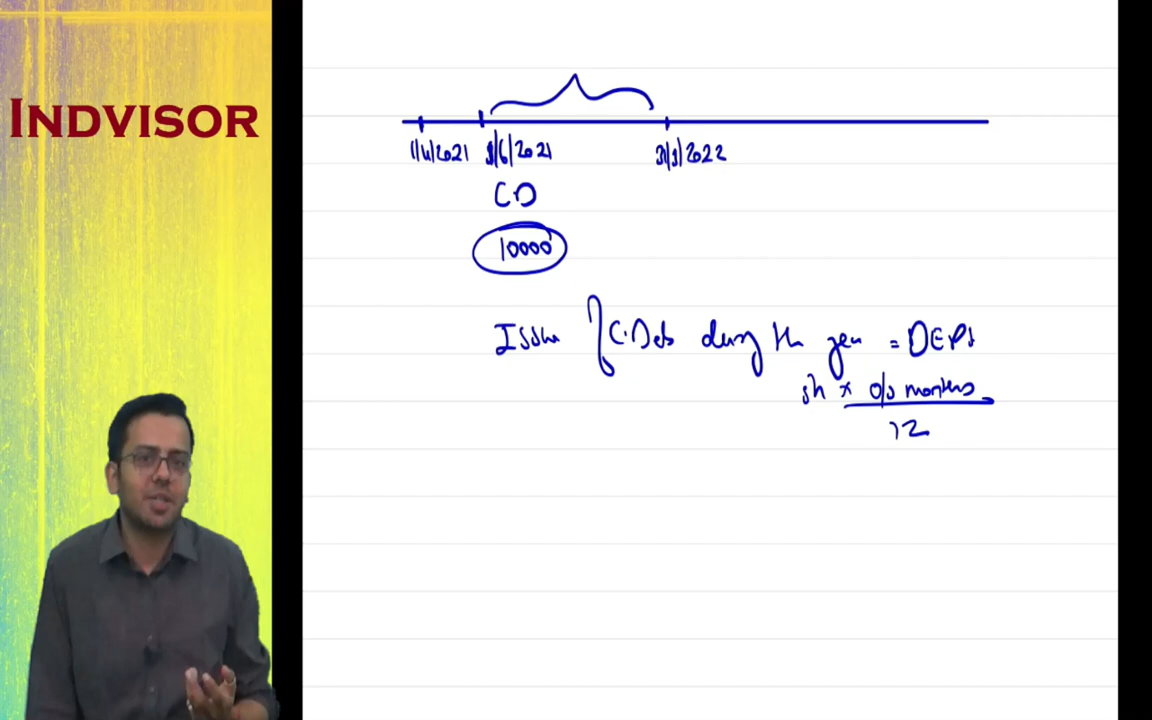 INDVISOR
1/4/2021 1/6/2021 31/3/2022
CD
10000
Issue of C.Deb during the year = DEPS
sh x o/s months
12